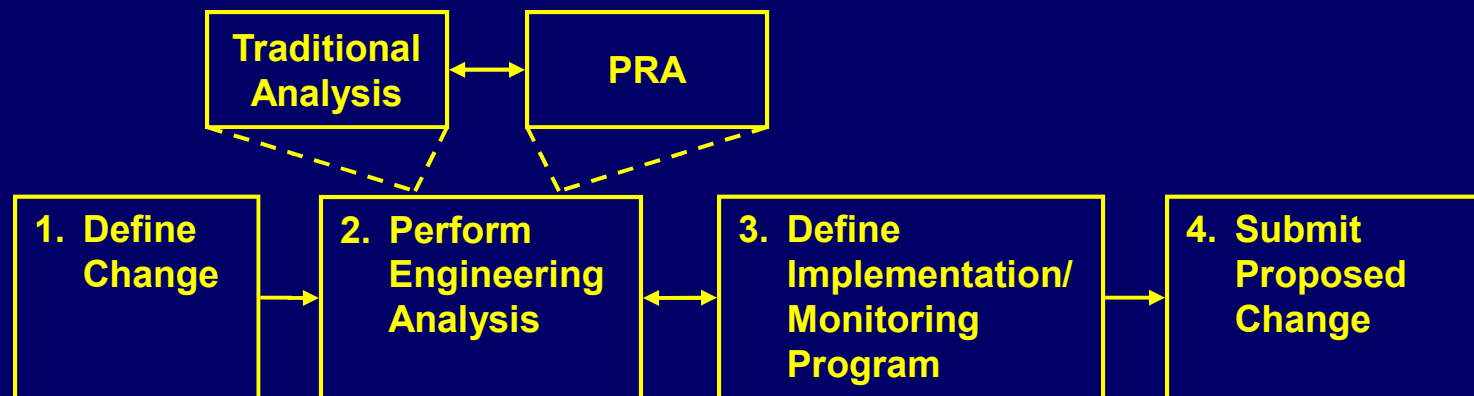 Traditional
Analysis
PRA
1. Define
Change
2. Perform
Engineering
Analysis
3. Define
Implementation/
Monitoring
Program
4. Submit
Proposed
Change